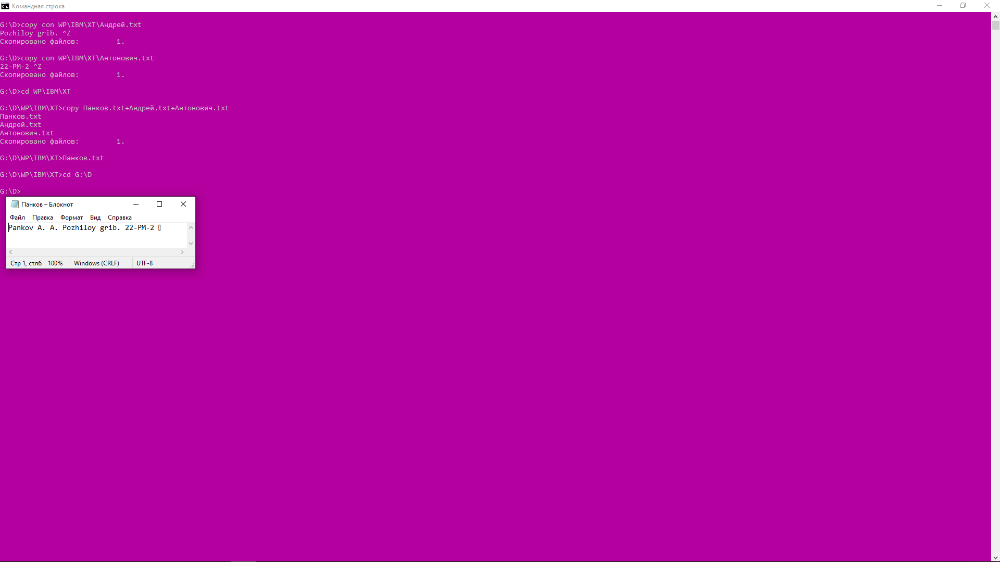 Командная строка
G:\D>copy con WP\IBM\XT\Андрей.txt
Pozhiloy grib. ^Z
Скопировано файлов:         1.
G:\D>copy con WP\IBM\XT\Антонович.txt
22-PM-2 ^Z
Скопировано файлов:         1.
G:\D>cd WP\IBM\XT
G:\D\WP\IBM\XT>copy Панков.txt+Андрей.txt+Антонович.txt
Панков.txt
Андрей.txt
Антонович.txt
Скопировано файлов:         1.
G:\D\WP\IBM\XT>Панков.txt
G:\D\WP\IBM\XT>cd G:\D
G:\D>
Панков – Блокнот
Файл Правка Формат Вид Справка
Pankov A. A. Pozhiloy grib. 22-PM-2
Стр 1, стлб 100% Windows (CRLF) UTF-8